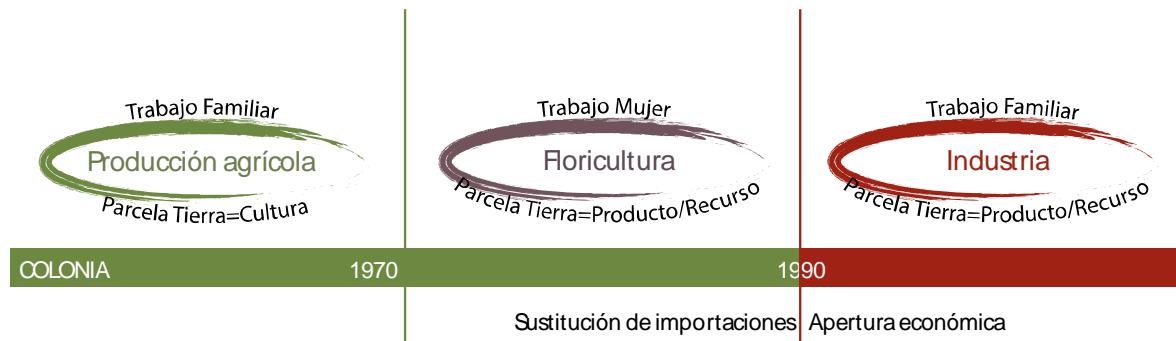 Trabajo Familiar
Producción agrícola
Parcela Tierra=Cultura
Trabajo Mujer
Floricultura
Parcela Tierra=Producto/Recurso
Trabajo Familiar
Industria
Parcela Tierra=Producto/Recurso
COLONIA 1970 1990
Sustitución de importaciones Apertura económica